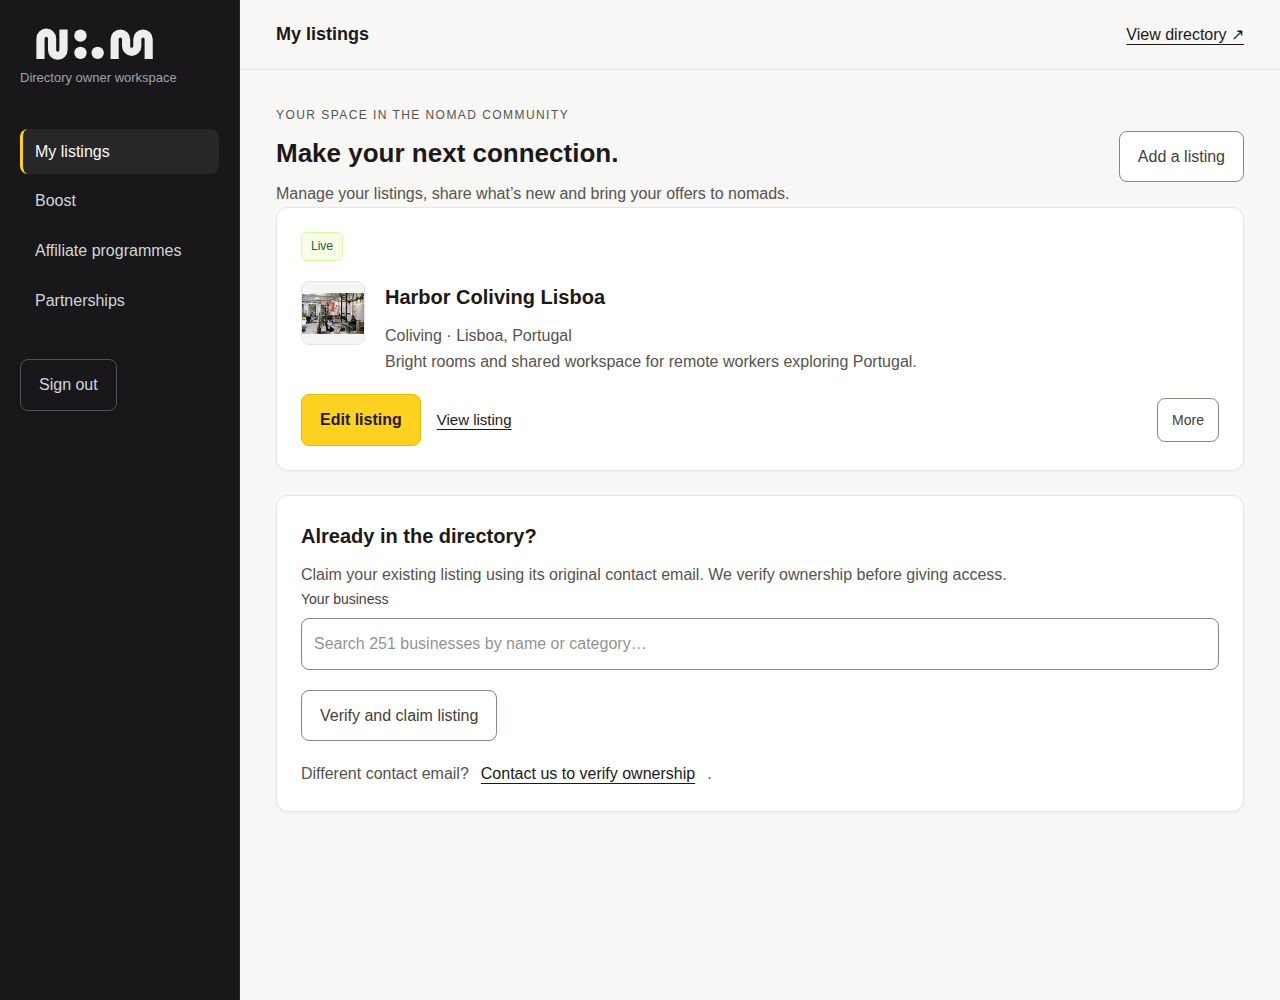 Directory owner workspace
My listings
Boost
Affiliate programmes
Partnerships
Sign out
My listings
View directory ↗
YOUR SPACE IN THE NOMAD COMMUNITY
Make your next connection.
Add a listing
Manage your listings, share what’s new and bring your offers to nomads.
Live
Harbor Coliving Lisboa
Coliving · Lisboa, Portugal
Bright rooms and shared workspace for remote workers exploring Portugal.
Edit listing
View listing
More
Already in the directory?
Claim your existing listing using its original contact email. We verify ownership before giving access.
Your business
Search 251 businesses by name or category…
Verify and claim listing
Different contact email? Contact us to verify ownership .